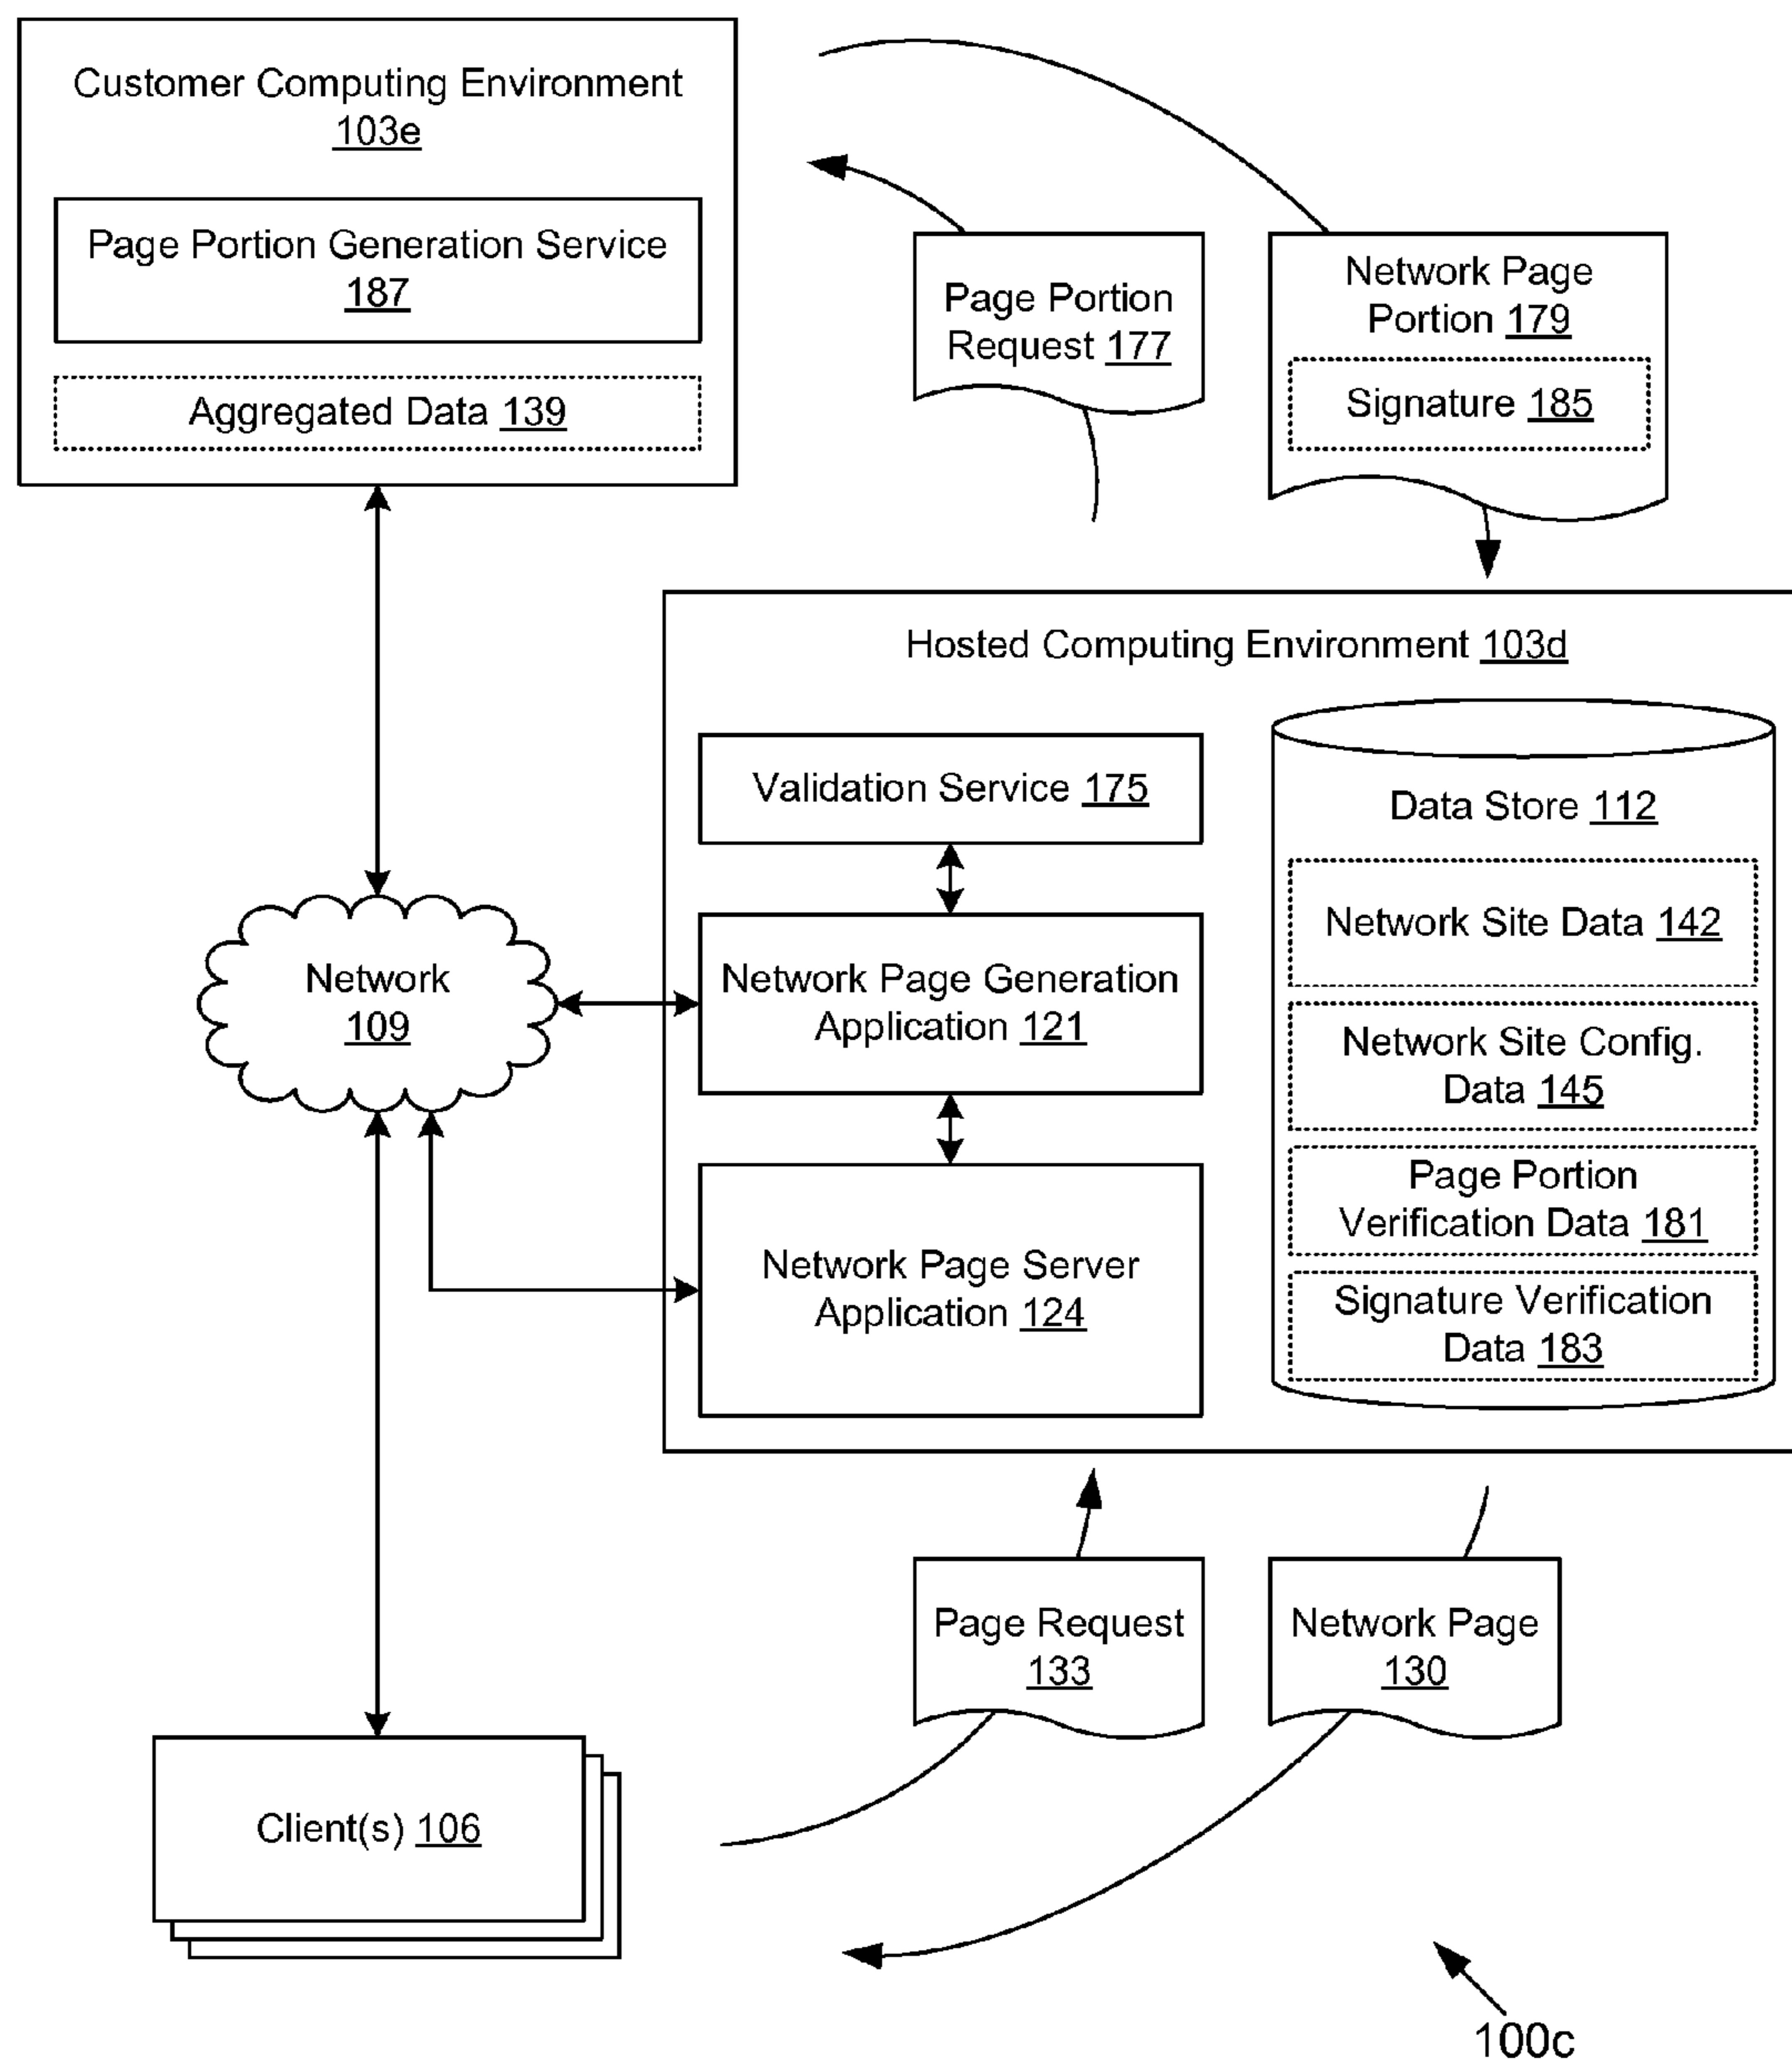 Customer Computing Environment
103e
Page Portion Generation Service
187
Aggregated Data 139
Page Portion
Request 177
Network Page
Portion 179
Signature 185
Hosted Computing Environment 103d
Validation Service 175
Network Page Generation
Application 121
Network Page Server
Application 124
Data Store 112
Network Site Data 142
Network Site Config.
Data 145
Page Portion
Verification Data 181
Signature Verification
Data 183
Network
109
Page Request
133
Network Page
130
Client(s) 106
100c